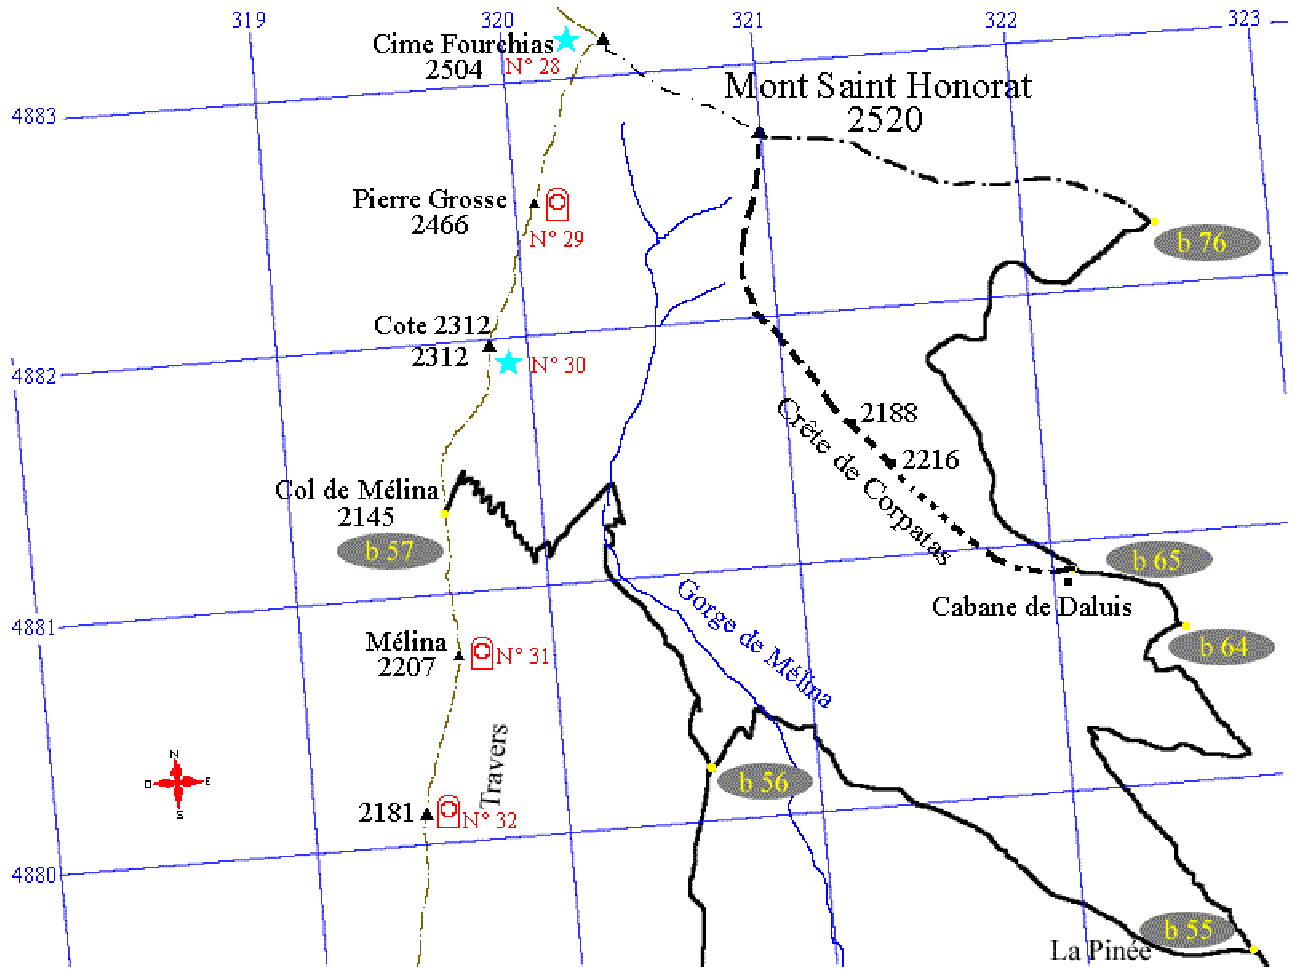 319
320
321
322
323
Cime Fourchias
2504
N° 28
Mont Saint Honorat
2520
4883
Pierre Grosse
2466
N° 29
b 76
Cote 2312
2312
N° 30
4882
2188
2216
Crête de Corpatas
Col de Mélina
2145
b 57
b 65
Cabane de Daluis
4881
Gorge de Mélina
Mélina
2207
N° 31
b 64
Travers
N
O
E
S
b 56
2181
N° 32
4880
b 55
La Pinée